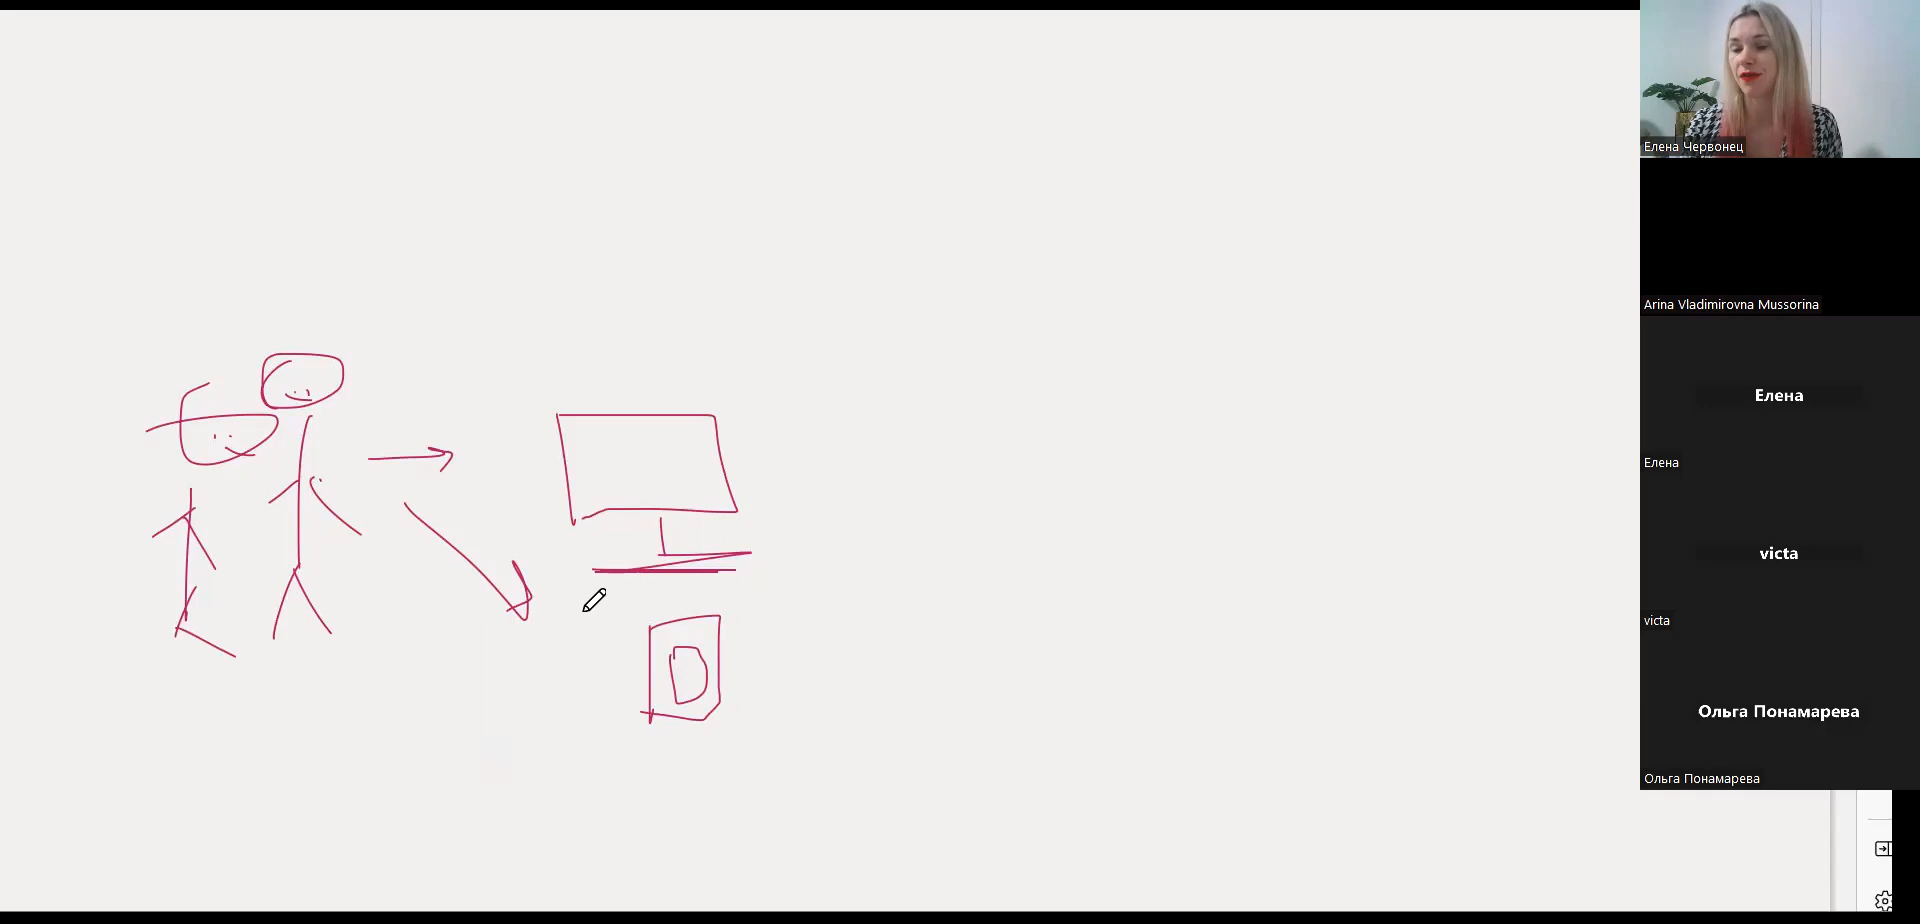 Елена Червонец
Arina Vladimirovna Mussorina
Елена
Елена
victa
victa
Ольга Понамарева
Ольга Понамарева
D